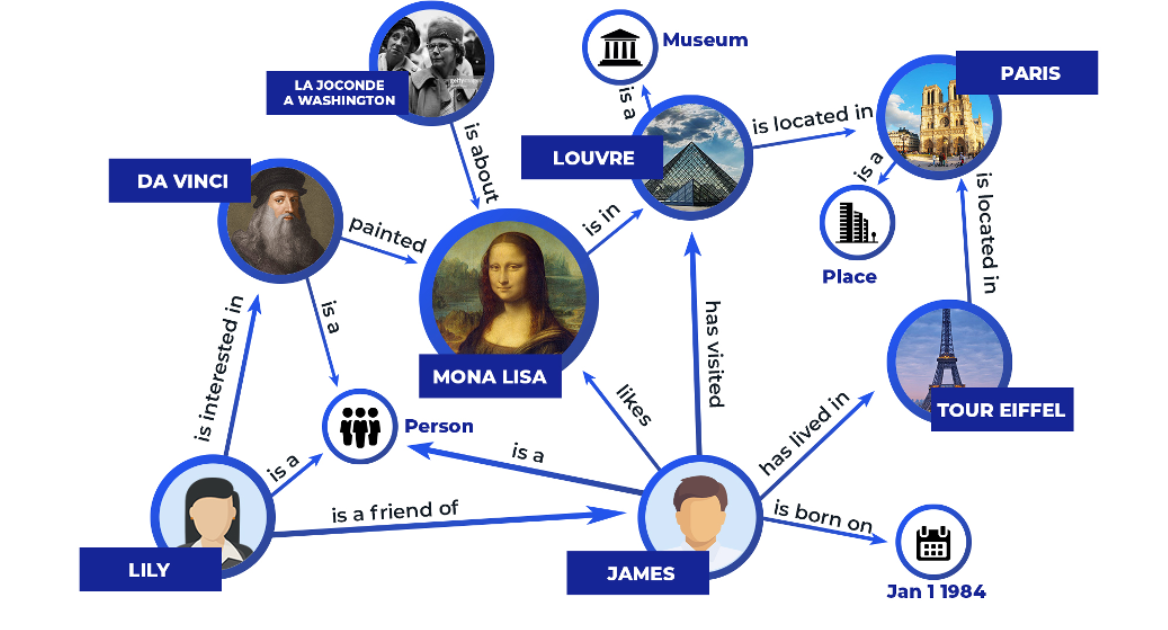 Museum
PARIS
LA JOCONDE
A WASHINGTON
is a
is located in
is about
LOUVRE
DA VINCI
is a
is located in
painted
is in
Place
is interested in
is a
MONA LISA
has visited
likes
has lived in
TOUR EIFFEL
Person
is a
is a
is a friend of
is born on
LILY
JAMES
Jan 1 1984